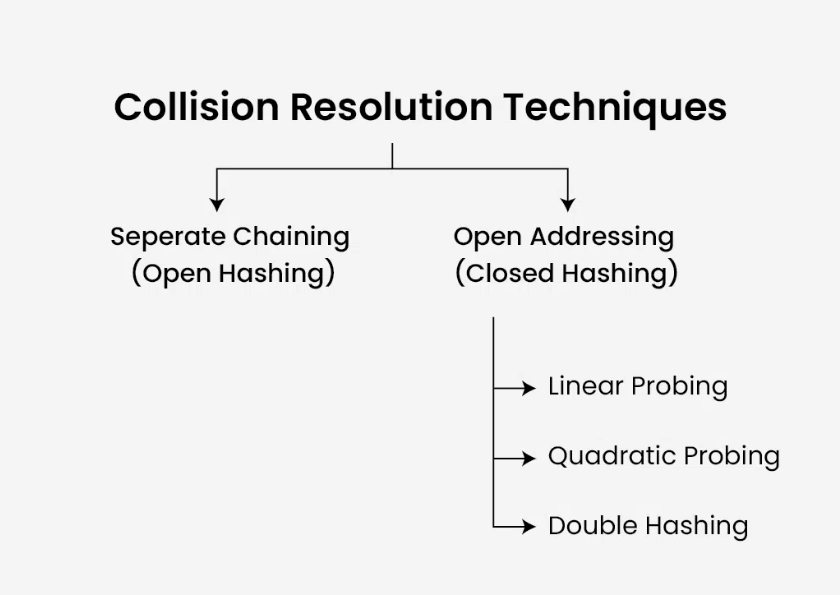 Collision Resolution Techniques
Seperate Chaining
(Open Hashing)
Open Addressing
(Closed Hashing)
Linear Probing
Quadratic Probing
Double Hashing